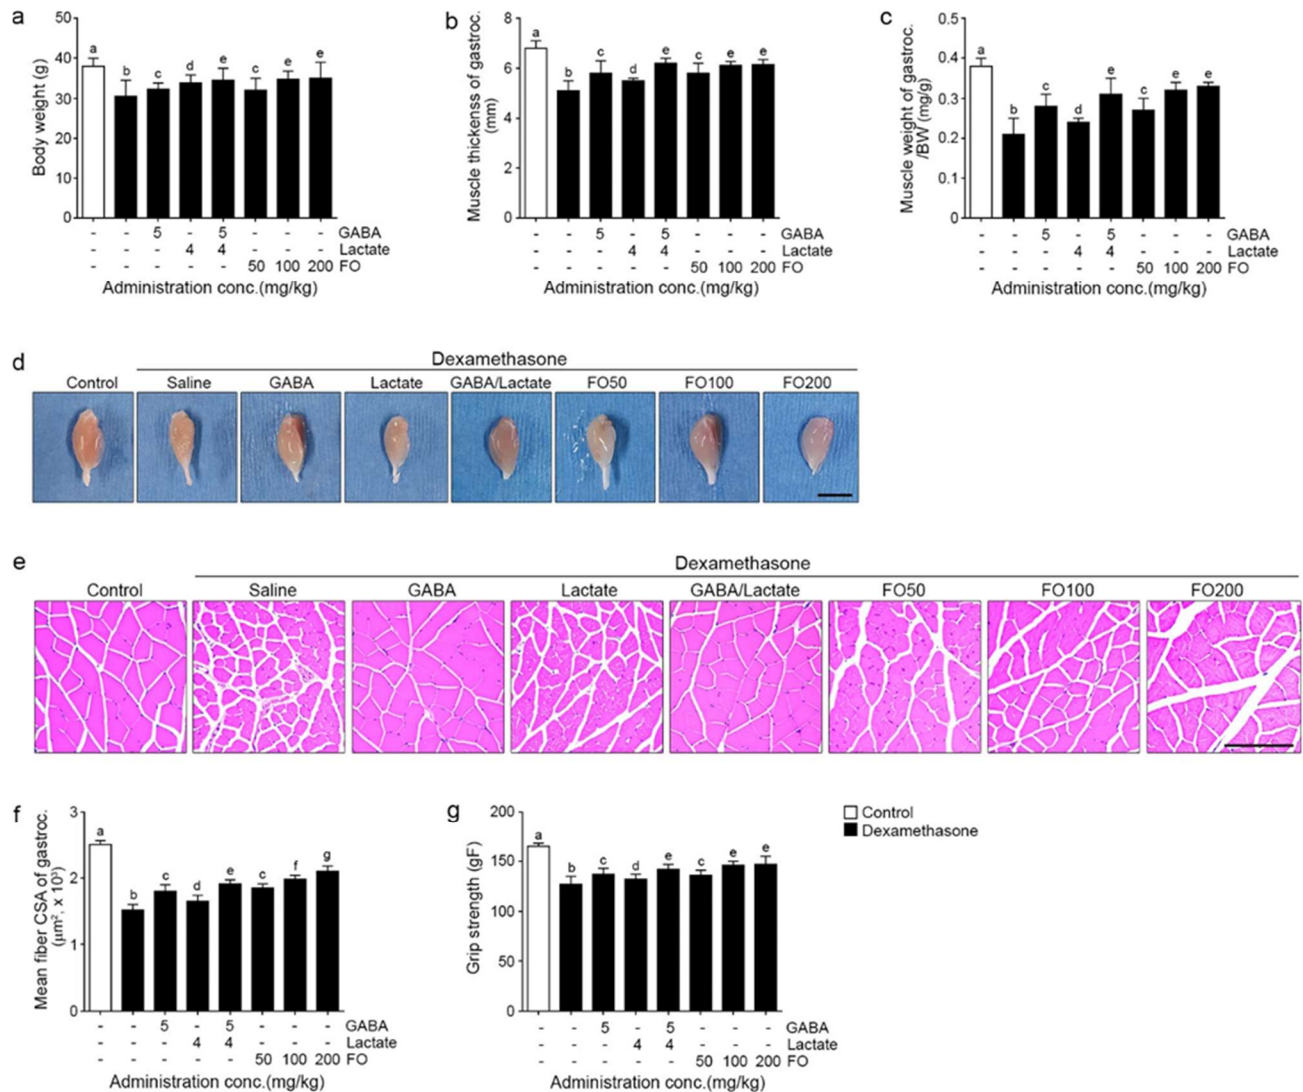 a
50
40
30
20
10
0
Body weight (g)
a b c d e c e e
- - 5 - 5 - - - GABA
- - - 4 4 - - - Lactate
- - - - - 50 100 200 FO
Administration conc.(mg/kg)
b
8
6
4
2
0
Muscle thickenss of gastroc.
(mm)
a b c d e c e e
- - 5 - 5 - - - GABA
- - - 4 4 - - - Lactate
- - - - - 50 100 200 FO
Administration conc.(mg/kg)
c
0.5
0.4
0.3
0.2
0.1
0
Muscle weight of gastroc.
/BW (mg/g)
a b c d e c e e
- - 5 - 5 - - - GABA
- - - 4 4 - - - Lactate
- - - - - 50 100 200 FO
Administration conc.(mg/kg)
d
Dexamethasone
Control Saline GABA Lactate GABA/Lactate FO50 FO100 FO200
e
Dexamethasone
Control Saline GABA Lactate GABA/Lactate FO50 FO100 FO200
f
3
2
1
0
Mean fiber CSA of gastroc.
(μm², x 10³)
a b c d e c f g
- - 5 - 5 - - - GABA
- - - 4 4 - - - Lactate
- - - - - 50 100 200 FO
Administration conc.(mg/kg)
g
200
150
100
50
0
Grip strength (gF)
a b c d e c e e
- - 5 - 5 - - - GABA
- - - 4 4 - - - Lactate
- - - - - 50 100 200 FO
Administration conc.(mg/kg)
Control
Dexamethasone